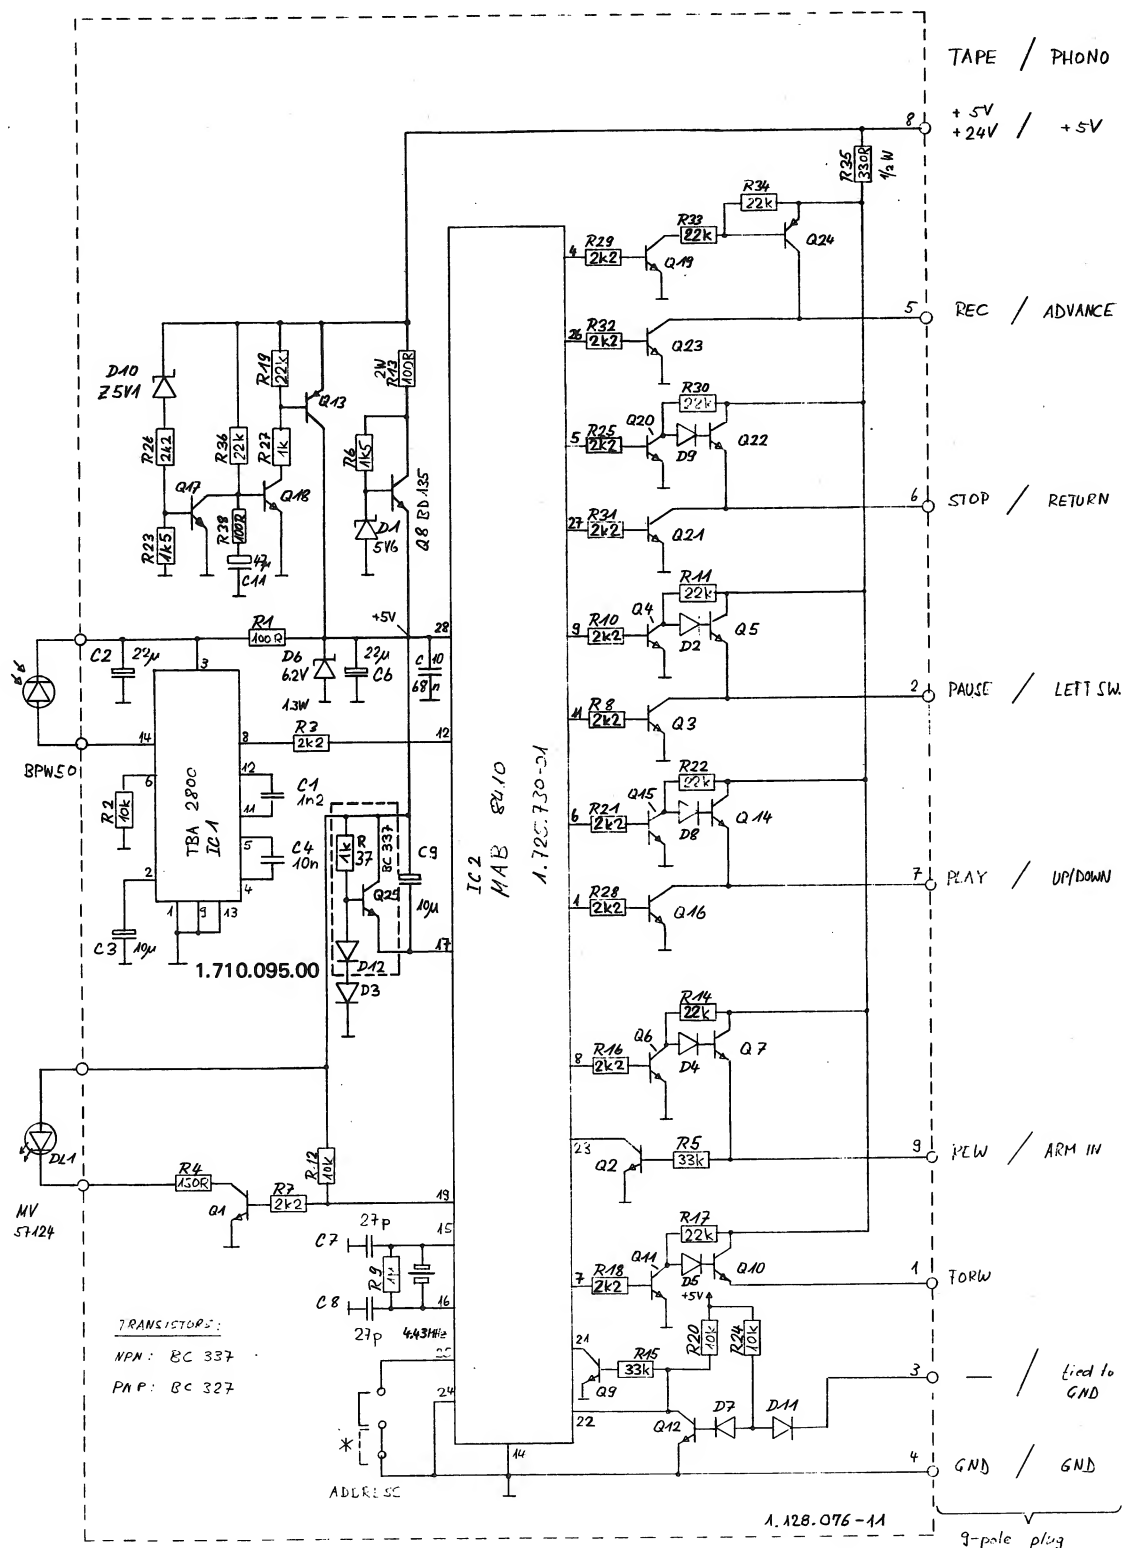 TAPE / PHONO
8 +5V
+24V / +5V
R35 330R 1/2W
R34 22k
R33 22k
Q24
4 R29 2k2
Q19
5 REC / ADVANCE
26 R32 2k2
Q23
D10 Z5V1
R19 22k
2W R13 100R
Q13
R30 22k
Q20
D9
Q22
5 R25 2k2
R26 2k2
R36 22k
R27 1k
R6 1k5
Q17
Q18
Q8 BD135
6 STOP / RETURN
27 R31 2k2
Q21
R23 1k5
R38 100R
47µ
C11
D1
5V6
R11 22k
Q4
D2
Q5
+5V
28
9 R10 2k2
R1 100R
C2 22µ
3
D6 6.2V
1.3W
22µ C6
C10
68n
2 PAUSE / LEFT SW.
11 R8 2k2
Q3
BPW50
14
8 R3 2k2
12
R22 22k
Q15
D8
Q14
6
R2 10k
TBA 2800
IC1
12
11
C1
1n2
5
4
C4
10n
2
IC2
MAB 8410
1.725.730-01
6 R21 2k2
R37 1k
BC 337
C9
10µ
Q25
7 PLAY / UP/DOWN
1 R28 2k2
Q16
1 9 13
C3 10µ
1.710.095.00
D12
17
D3
R14 22k
Q6
D4
Q7
8 R16 2k2
DL1
MV
57124
R4 150R
Q1
R7 2k2
R12 10k
19
23
Q2
R5 33k
9 REW / ARM IN
C7 27p
15
R9 1M
C8 27p
16
4.43MHz
R17 22k
Q11
D5
Q10
+5V
7 R18 2k2
1 FORW
TRANSISTORS:
NPN: BC 337
PNP: BC 327
25
24
R20 10k
R24 10k
21
R15 33k
Q9
3 — / tied to
GND
22
Q12
D7
D11
*
ADDRESS
14
4 GND / GND
1.128.076-11
9-pole plug